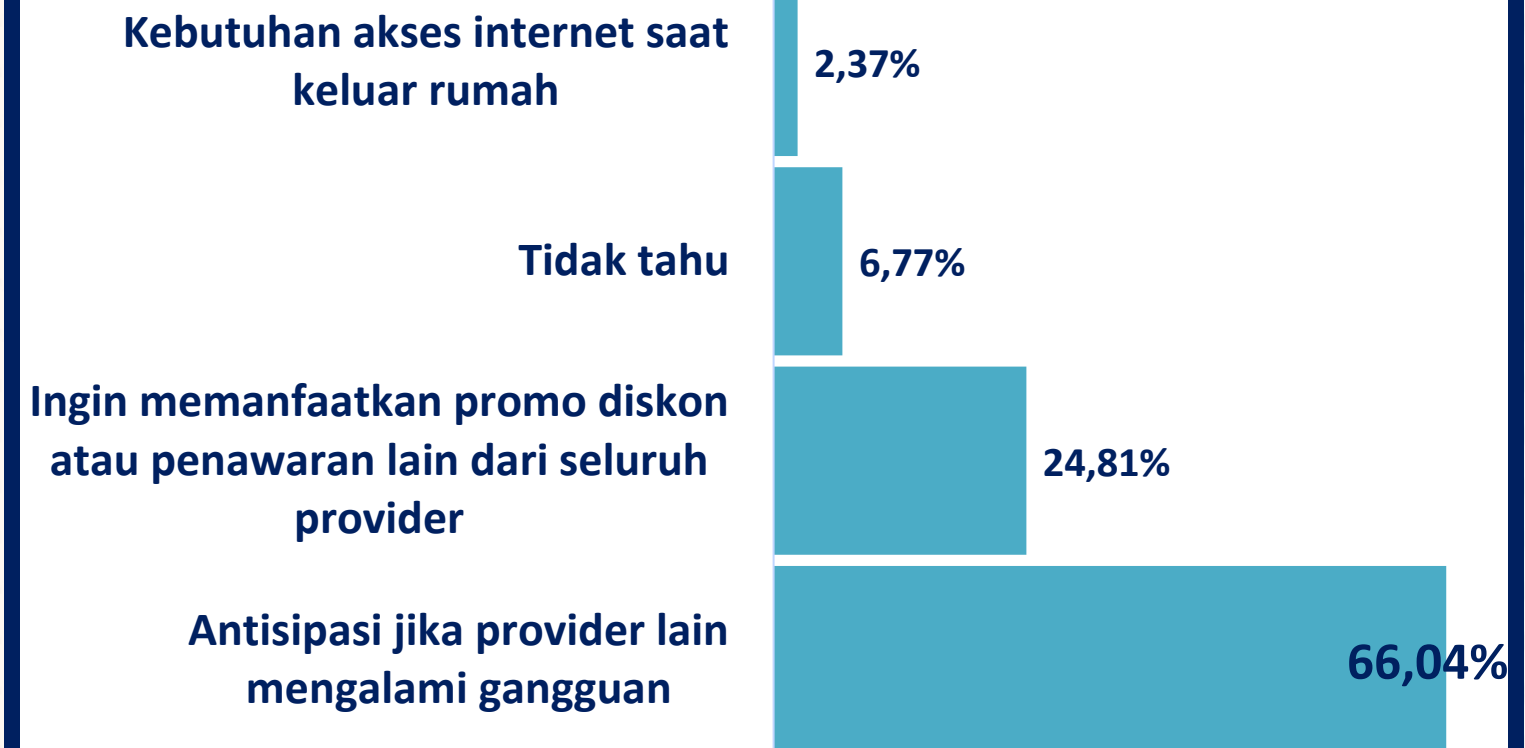 Kebutuhan akses internet saat
keluar rumah
2,37%
Tidak tahu
6,77%
Ingin memanfaatkan promo diskon
atau penawaran lain dari seluruh
provider
24,81%
Antisipasi jika provider lain
mengalami gangguan
66,04%